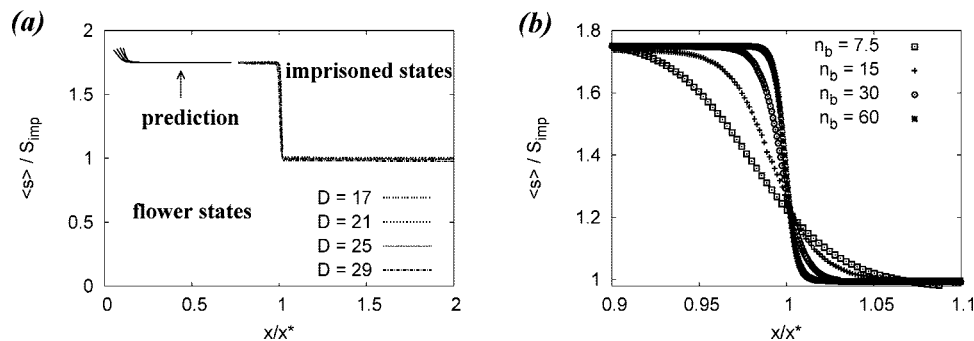 (a)
2
1.5
1
0.5
0
<s> / S_imp
imprisoned states
prediction
flower states
D = 17
D = 21
D = 25
D = 29
0 0.5 1 1.5 2
x/x*
(b)
1.8
1.6
1.4
1.2
1
<s> / S_imp
n_b = 7.5
n_b = 15
n_b = 30
n_b = 60
0.9 0.95 1 1.05 1.1
x/x*